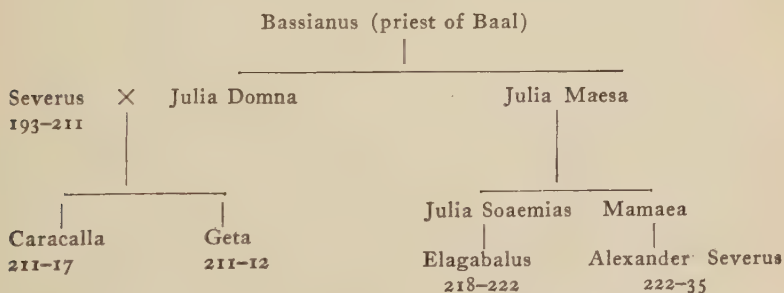 Bassianus (priest of Baal)
Severus × Julia Domna Julia Maesa
193–211
Julia Soaemias Mamaea
Caracalla Geta Elagabalus Alexander Severus
211–17 211–12 218–222 222–35